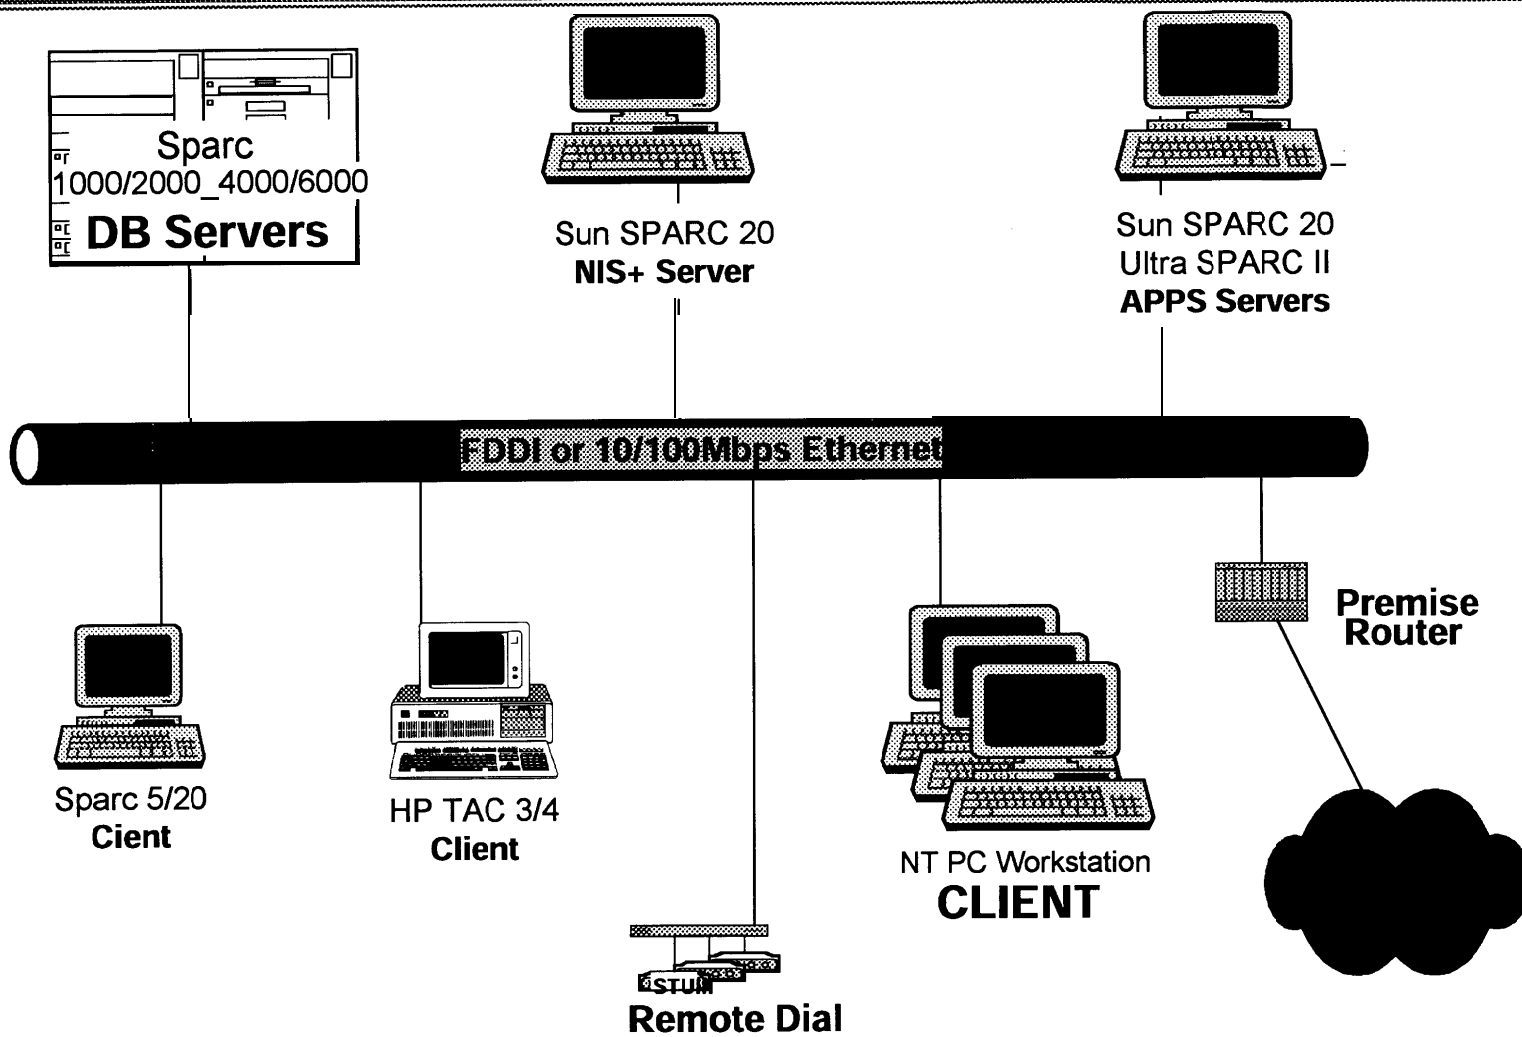 Sparc
1000/2000_4000/6000
DB Servers
Sun SPARC 20
NIS+ Server
Sun SPARC 20
Ultra SPARC II
APPS Servers
FDDI or 10/100Mbps Ethernet
Premise
Router
Sparc 5/20
Cient
HP TAC 3/4
Client
NT PC Workstation
CLIENT
Remote Dial